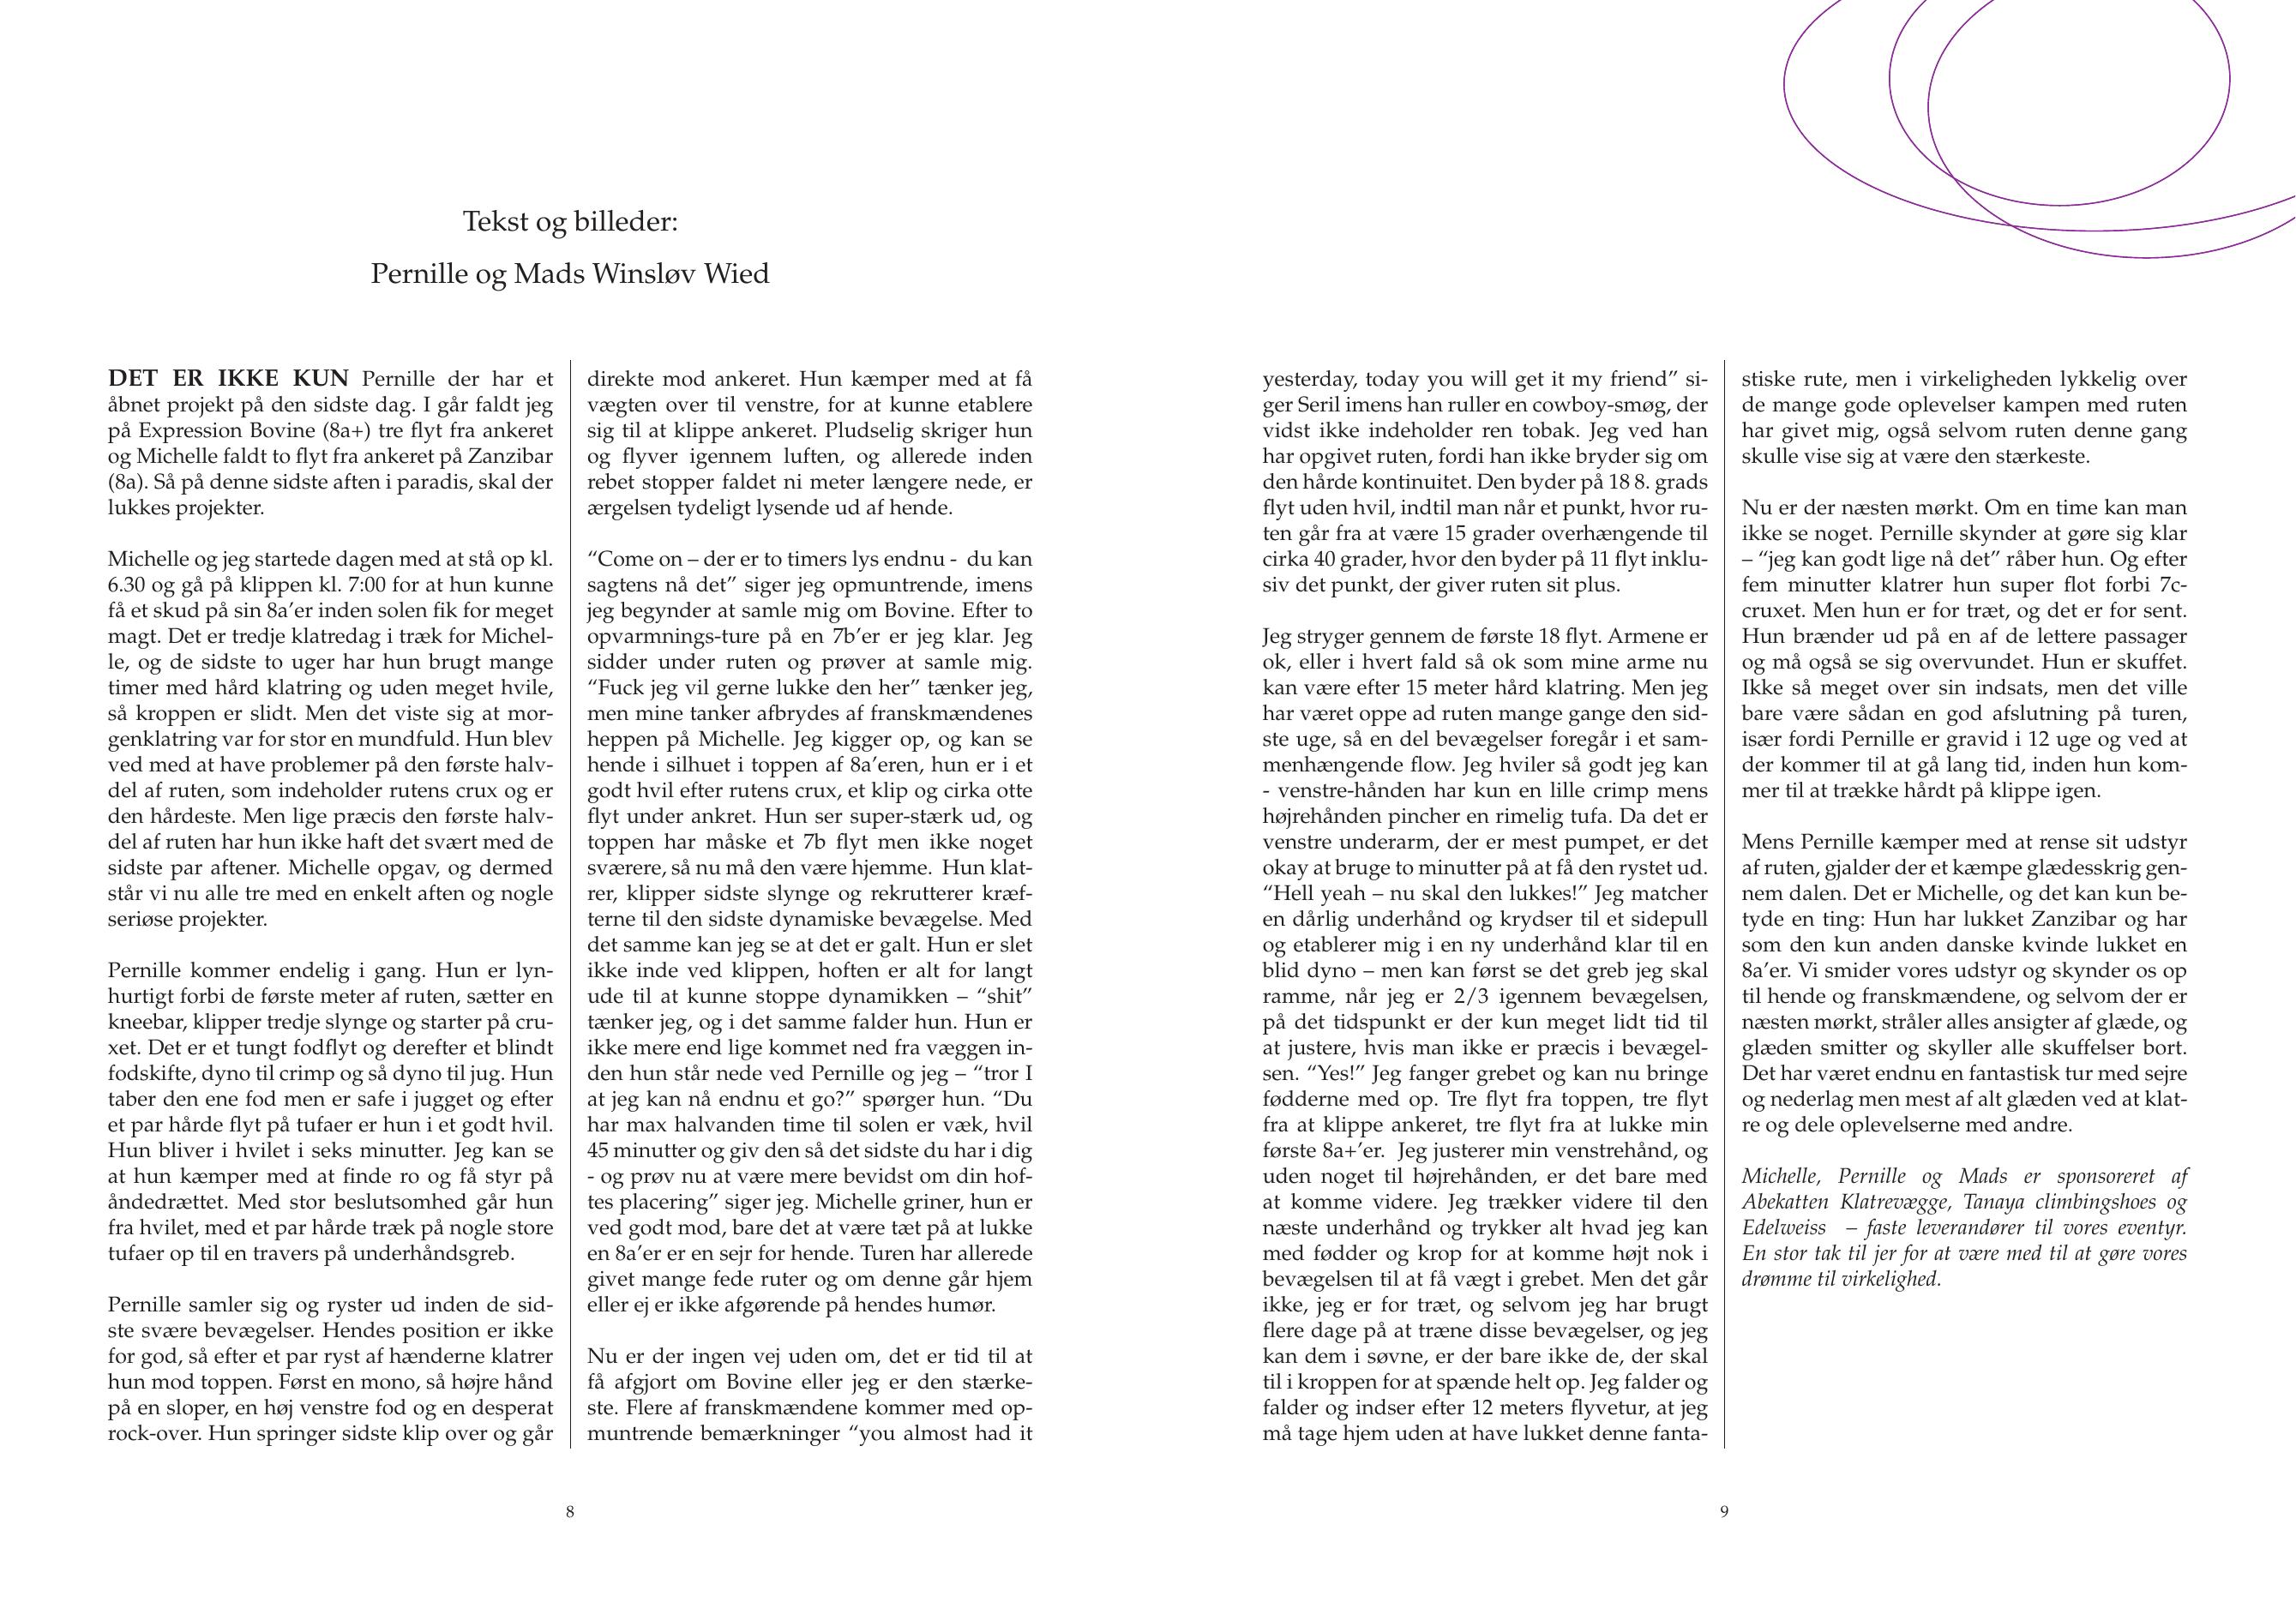 Tekst og billeder:
Pernille og Mads Winsløv Wied
DET ER IKKE KUN Pernille der har et
åbnet projekt på den sidste dag. I går faldt jeg
på Expression Bovine (8a+) tre flyt fra ankeret
og Michelle faldt to flyt fra ankeret på Zanzibar
(8a). Så på denne sidste aften i paradis, skal der
lukkes projekter.
Michelle og jeg startede dagen med at stå op kl.
6.30 og gå på klippen kl. 7:00 for at hun kunne
få et skud på sin 8a’er inden solen fik for meget
magt. Det er tredje klatredag i træk for Michel-
le, og de sidste to uger har hun brugt mange
timer med hård klatring og uden meget hvile,
så kroppen er slidt. Men det viste sig at mor-
genklatring var for stor en mundfuld. Hun blev
ved med at have problemer på den første halv-
del af ruten, som indeholder rutens crux og er
den hårdeste. Men lige præcis den første halv-
del af ruten har hun ikke haft det svært med de
sidste par aftener. Michelle opgav, og dermed
står vi nu alle tre med en enkelt aften og nogle
seriøse projekter.
Pernille kommer endelig i gang. Hun er lyn-
hurtigt forbi de første meter af ruten, sætter en
kneebar, klipper tredje slynge og starter på cru-
xet. Det er et tungt fodflyt og derefter et blindt
fodskifte, dyno til crimp og så dyno til jug. Hun
taber den ene fod men er safe i jugget og efter
et par hårde flyt på tufaer er hun i et godt hvil.
Hun bliver i hvilet i seks minutter. Jeg kan se
at hun kæmper med at finde ro og få styr på
åndedrættet. Med stor beslutsomhed går hun
fra hvilet, med et par hårde træk på nogle store
tufaer op til en travers på underhåndsgreb.
Pernille samler sig og ryster ud inden de sid-
ste svære bevægelser. Hendes position er ikke
for god, så efter et par ryst af hænderne klatrer
hun mod toppen. Først en mono, så højre hånd
på en sloper, en høj venstre fod og en desperat
rock-over. Hun springer sidste klip over og går
direkte mod ankeret. Hun kæmper med at få
vægten over til venstre, for at kunne etablere
sig til at klippe ankeret. Pludselig skriger hun
og flyver igennem luften, og allerede inden
rebet stopper faldet ni meter længere nede, er
ærgelsen tydeligt lysende ud af hende.
“Come on – der er to timers lys endnu - du kan
sagtens nå det” siger jeg opmuntrende, imens
jeg begynder at samle mig om Bovine. Efter to
opvarmnings-ture på en 7b’er er jeg klar. Jeg
sidder under ruten og prøver at samle mig.
“Fuck jeg vil gerne lukke den her” tænker jeg,
men mine tanker afbrydes af franskmændenes
heppen på Michelle. Jeg kigger op, og kan se
hende i silhuet i toppen af 8a’eren, hun er i et
godt hvil efter rutens crux, et klip og cirka otte
flyt under ankret. Hun ser super-stærk ud, og
toppen har måske et 7b flyt men ikke noget
sværere, så nu må den være hjemme. Hun klat-
rer, klipper sidste slynge og rekrutterer kræf-
terne til den sidste dynamiske bevægelse. Med
det samme kan jeg se at det er galt. Hun er slet
ikke inde ved klippen, hoften er alt for langt
ude til at kunne stoppe dynamikken – “shit”
tænker jeg, og i det samme falder hun. Hun er
ikke mere end lige kommet ned fra væggen in-
den hun står nede ved Pernille og jeg – “tror I
at jeg kan nå endnu et go?” spørger hun. “Du
har max halvanden time til solen er væk, hvil
45 minutter og giv den så det sidste du har i dig
- og prøv nu at være mere bevidst om din hof-
tes placering” siger jeg. Michelle griner, hun er
ved godt mod, bare det at være tæt på at lukke
en 8a’er er en sejr for hende. Turen har allerede
givet mange fede ruter og om denne går hjem
eller ej er ikke afgørende på hendes humør.
Nu er der ingen vej uden om, det er tid til at
få afgjort om Bovine eller jeg er den stærke-
ste. Flere af franskmændene kommer med op-
muntrende bemærkninger “you almost had it
8
yesterday, today you will get it my friend” si-
ger Seril imens han ruller en cowboy-smøg, der
vidst ikke indeholder ren tobak. Jeg ved han
har opgivet ruten, fordi han ikke bryder sig om
den hårde kontinuitet. Den byder på 18 8. grads
flyt uden hvil, indtil man når et punkt, hvor ru-
ten går fra at være 15 grader overhængende til
cirka 40 grader, hvor den byder på 11 flyt inklu-
siv det punkt, der giver ruten sit plus.
Jeg stryger gennem de første 18 flyt. Armene er
ok, eller i hvert fald så ok som mine arme nu
kan være efter 15 meter hård klatring. Men jeg
har været oppe ad ruten mange gange den sid-
ste uge, så en del bevægelser foregår i et sam-
menhængende flow. Jeg hviler så godt jeg kan
- venstre-hånden har kun en lille crimp mens
højrehånden pincher en rimelig tufa. Da det er
venstre underarm, der er mest pumpet, er det
okay at bruge to minutter på at få den rystet ud.
“Hell yeah – nu skal den lukkes!” Jeg matcher
en dårlig underhånd og krydser til et sidepull
og etablerer mig i en ny underhånd klar til en
blid dyno – men kan først se det greb jeg skal
ramme, når jeg er 2/3 igennem bevægelsen,
på det tidspunkt er der kun meget lidt tid til
at justere, hvis man ikke er præcis i bevægel-
sen. “Yes!” Jeg fanger grebet og kan nu bringe
fødderne med op. Tre flyt fra toppen, tre flyt
fra at klippe ankeret, tre flyt fra at lukke min
første 8a+’er. Jeg justerer min venstrehånd, og
uden noget til højrehånden, er det bare med
at komme videre. Jeg trækker videre til den
næste underhånd og trykker alt hvad jeg kan
med fødder og krop for at komme højt nok i
bevægelsen til at få vægt i grebet. Men det går
ikke, jeg er for træt, og selvom jeg har brugt
flere dage på at træne disse bevægelser, og jeg
kan dem i søvne, er der bare ikke de, der skal
til i kroppen for at spænde helt op. Jeg falder og
falder og indser efter 12 meters flyvetur, at jeg
må tage hjem uden at have lukket denne fanta-
stiske rute, men i virkeligheden lykkelig over
de mange gode oplevelser kampen med ruten
har givet mig, også selvom ruten denne gang
skulle vise sig at være den stærkeste.
Nu er der næsten mørkt. Om en time kan man
ikke se noget. Pernille skynder at gøre sig klar
– “jeg kan godt lige nå det” råber hun. Og efter
fem minutter klatrer hun super flot forbi 7c-
cruxet. Men hun er for træt, og det er for sent.
Hun brænder ud på en af de lettere passager
og må også se sig overvundet. Hun er skuffet.
Ikke så meget over sin indsats, men det ville
bare være sådan en god afslutning på turen,
især fordi Pernille er gravid i 12 uge og ved at
der kommer til at gå lang tid, inden hun kom-
mer til at trække hårdt på klippe igen.
Mens Pernille kæmper med at rense sit udstyr
af ruten, gjalder der et kæmpe glædesskrig gen-
nem dalen. Det er Michelle, og det kan kun be-
tyde en ting: Hun har lukket Zanzibar og har
som den kun anden danske kvinde lukket en
8a’er. Vi smider vores udstyr og skynder os op
til hende og franskmændene, og selvom der er
næsten mørkt, stråler alles ansigter af glæde, og
glæden smitter og skyller alle skuffelser bort.
Det har været endnu en fantastisk tur med sejre
og nederlag men mest af alt glæden ved at klat-
re og dele oplevelserne med andre.
Michelle, Pernille og Mads er sponsoreret af
Abekatten Klatrevægge, Tanaya climbingshoes og
Edelweiss – faste leverandører til vores eventyr.
En stor tak til jer for at være med til at gøre vores
drømme til virkelighed.
9